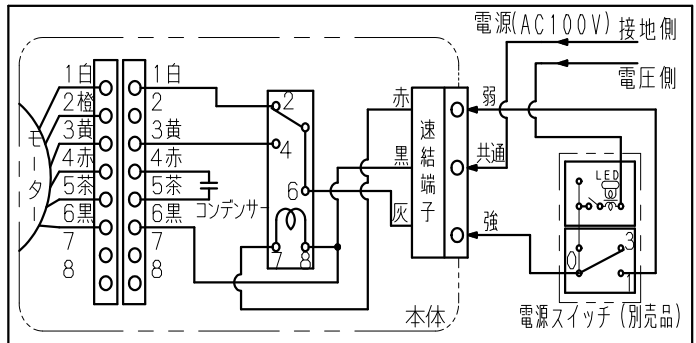 電源(AC100V) 接地側
電圧側
モーター
1白
2橙
3黄
4赤
5茶
6黒
7
8
1白
2
3黄
4赤
5茶
6黒
7
8
コンデンサー
2
4
6
7
8
赤
黒
灰
速結端子
弱
共通
強
LED
0
3
1
本体
電源スイッチ(別売品)